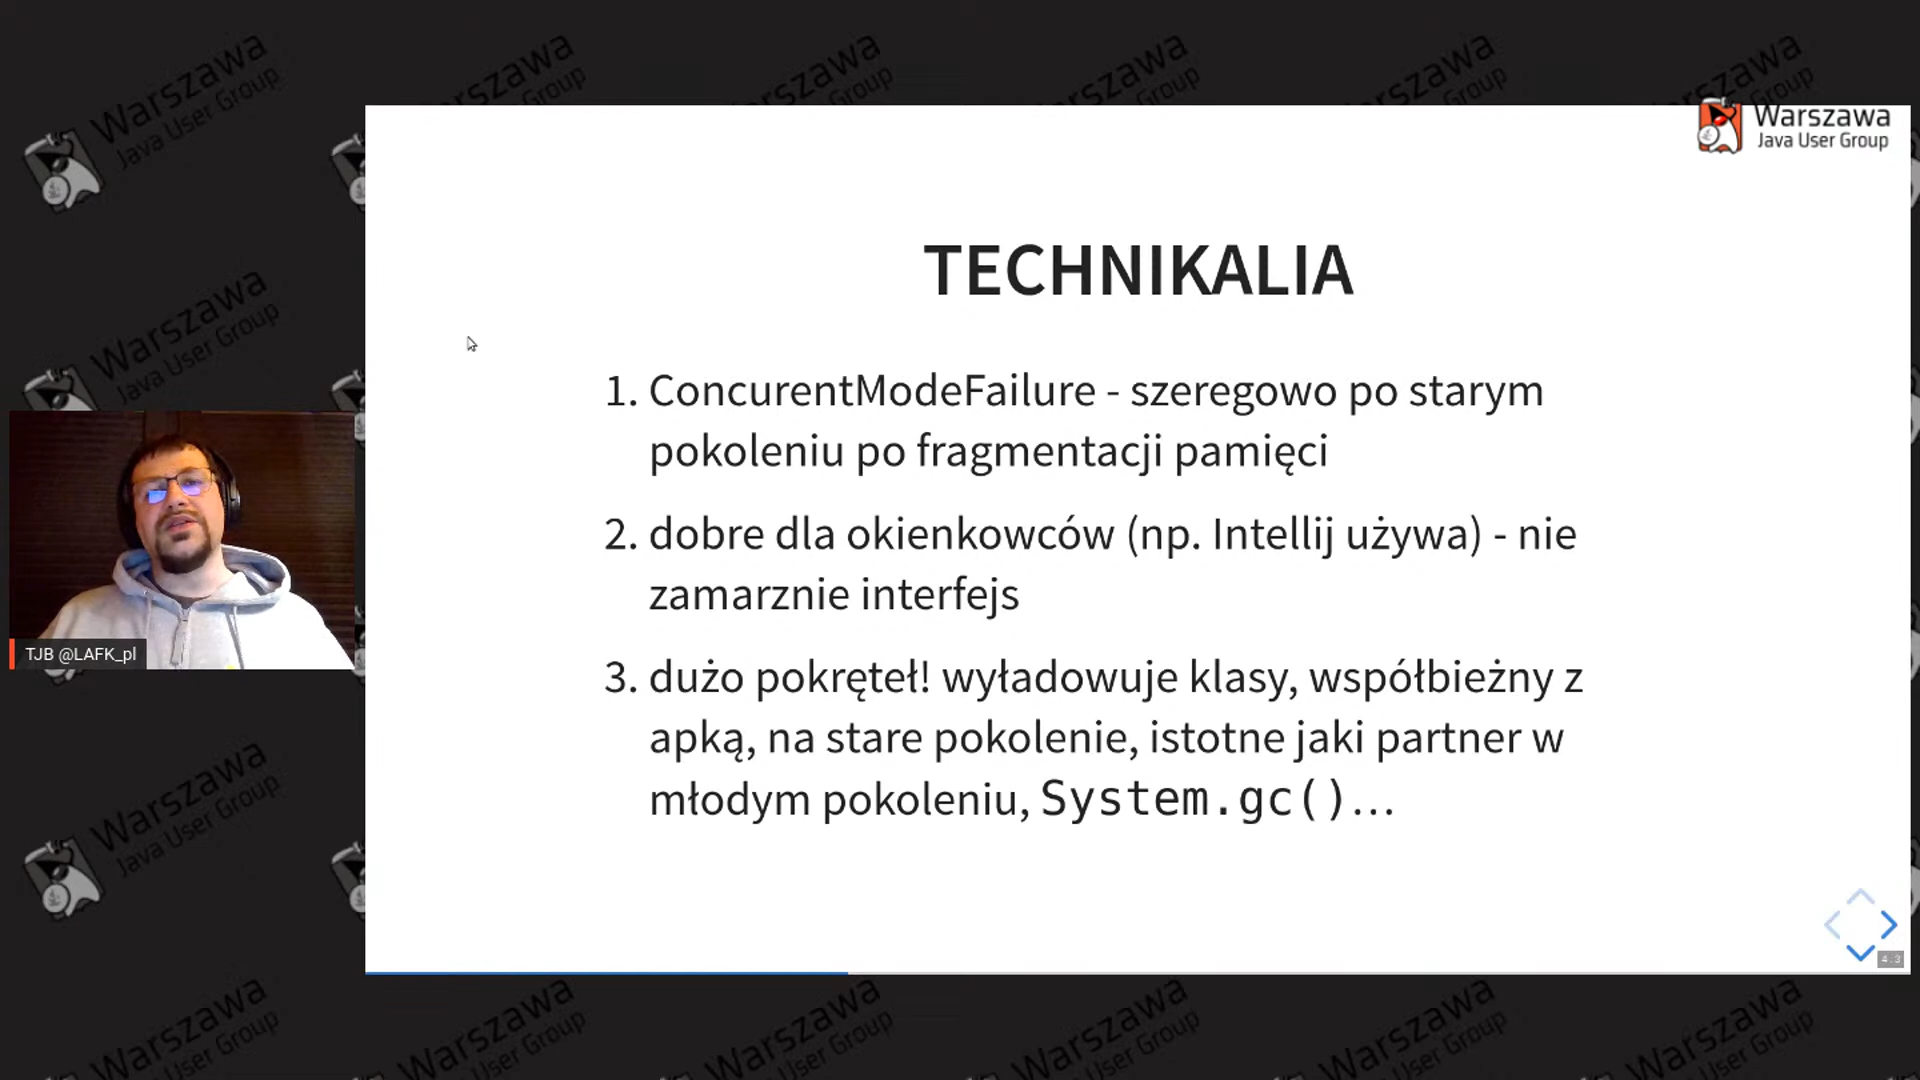 Warszawa
Java User Group
TECHNIKALIA
1. ConcurentModeFailure - szeregowo po starym
pokoleniu po fragmentacji pamięci
2. dobre dla okienkowców (np. Intellij używa) - nie
zamarznie interfejs
3. dużo pokręteł! wyładowuje klasy, współbieżny z
apką, na stare pokolenie, istotne jaki partner w
młodym pokoleniu, System.gc()...
TJB @LAFK_pl
4.3